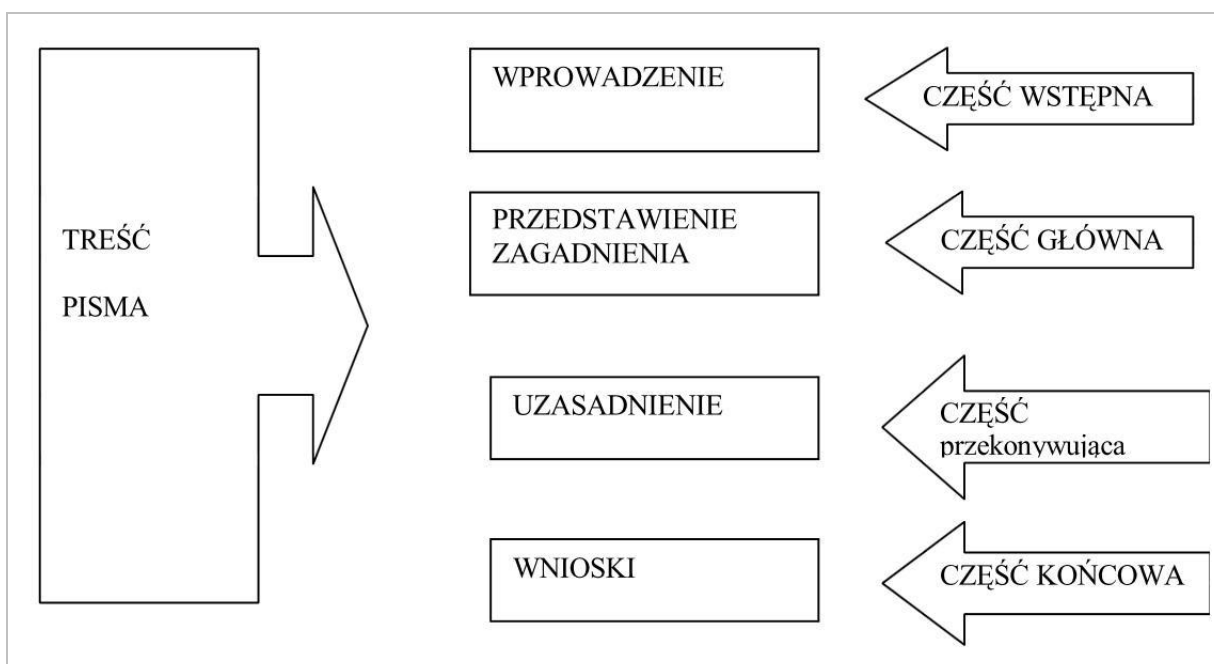 TREŚĆ
PISMA
WPROWADZENIE
CZĘŚĆ WSTĘPNA
PRZEDSTAWIENIE
ZAGADNIENIA
CZĘŚĆ GŁÓWNA
UZASADNIENIE
CZĘŚĆ
przekonywująca
WNIOSKI
CZĘŚĆ KOŃCOWA